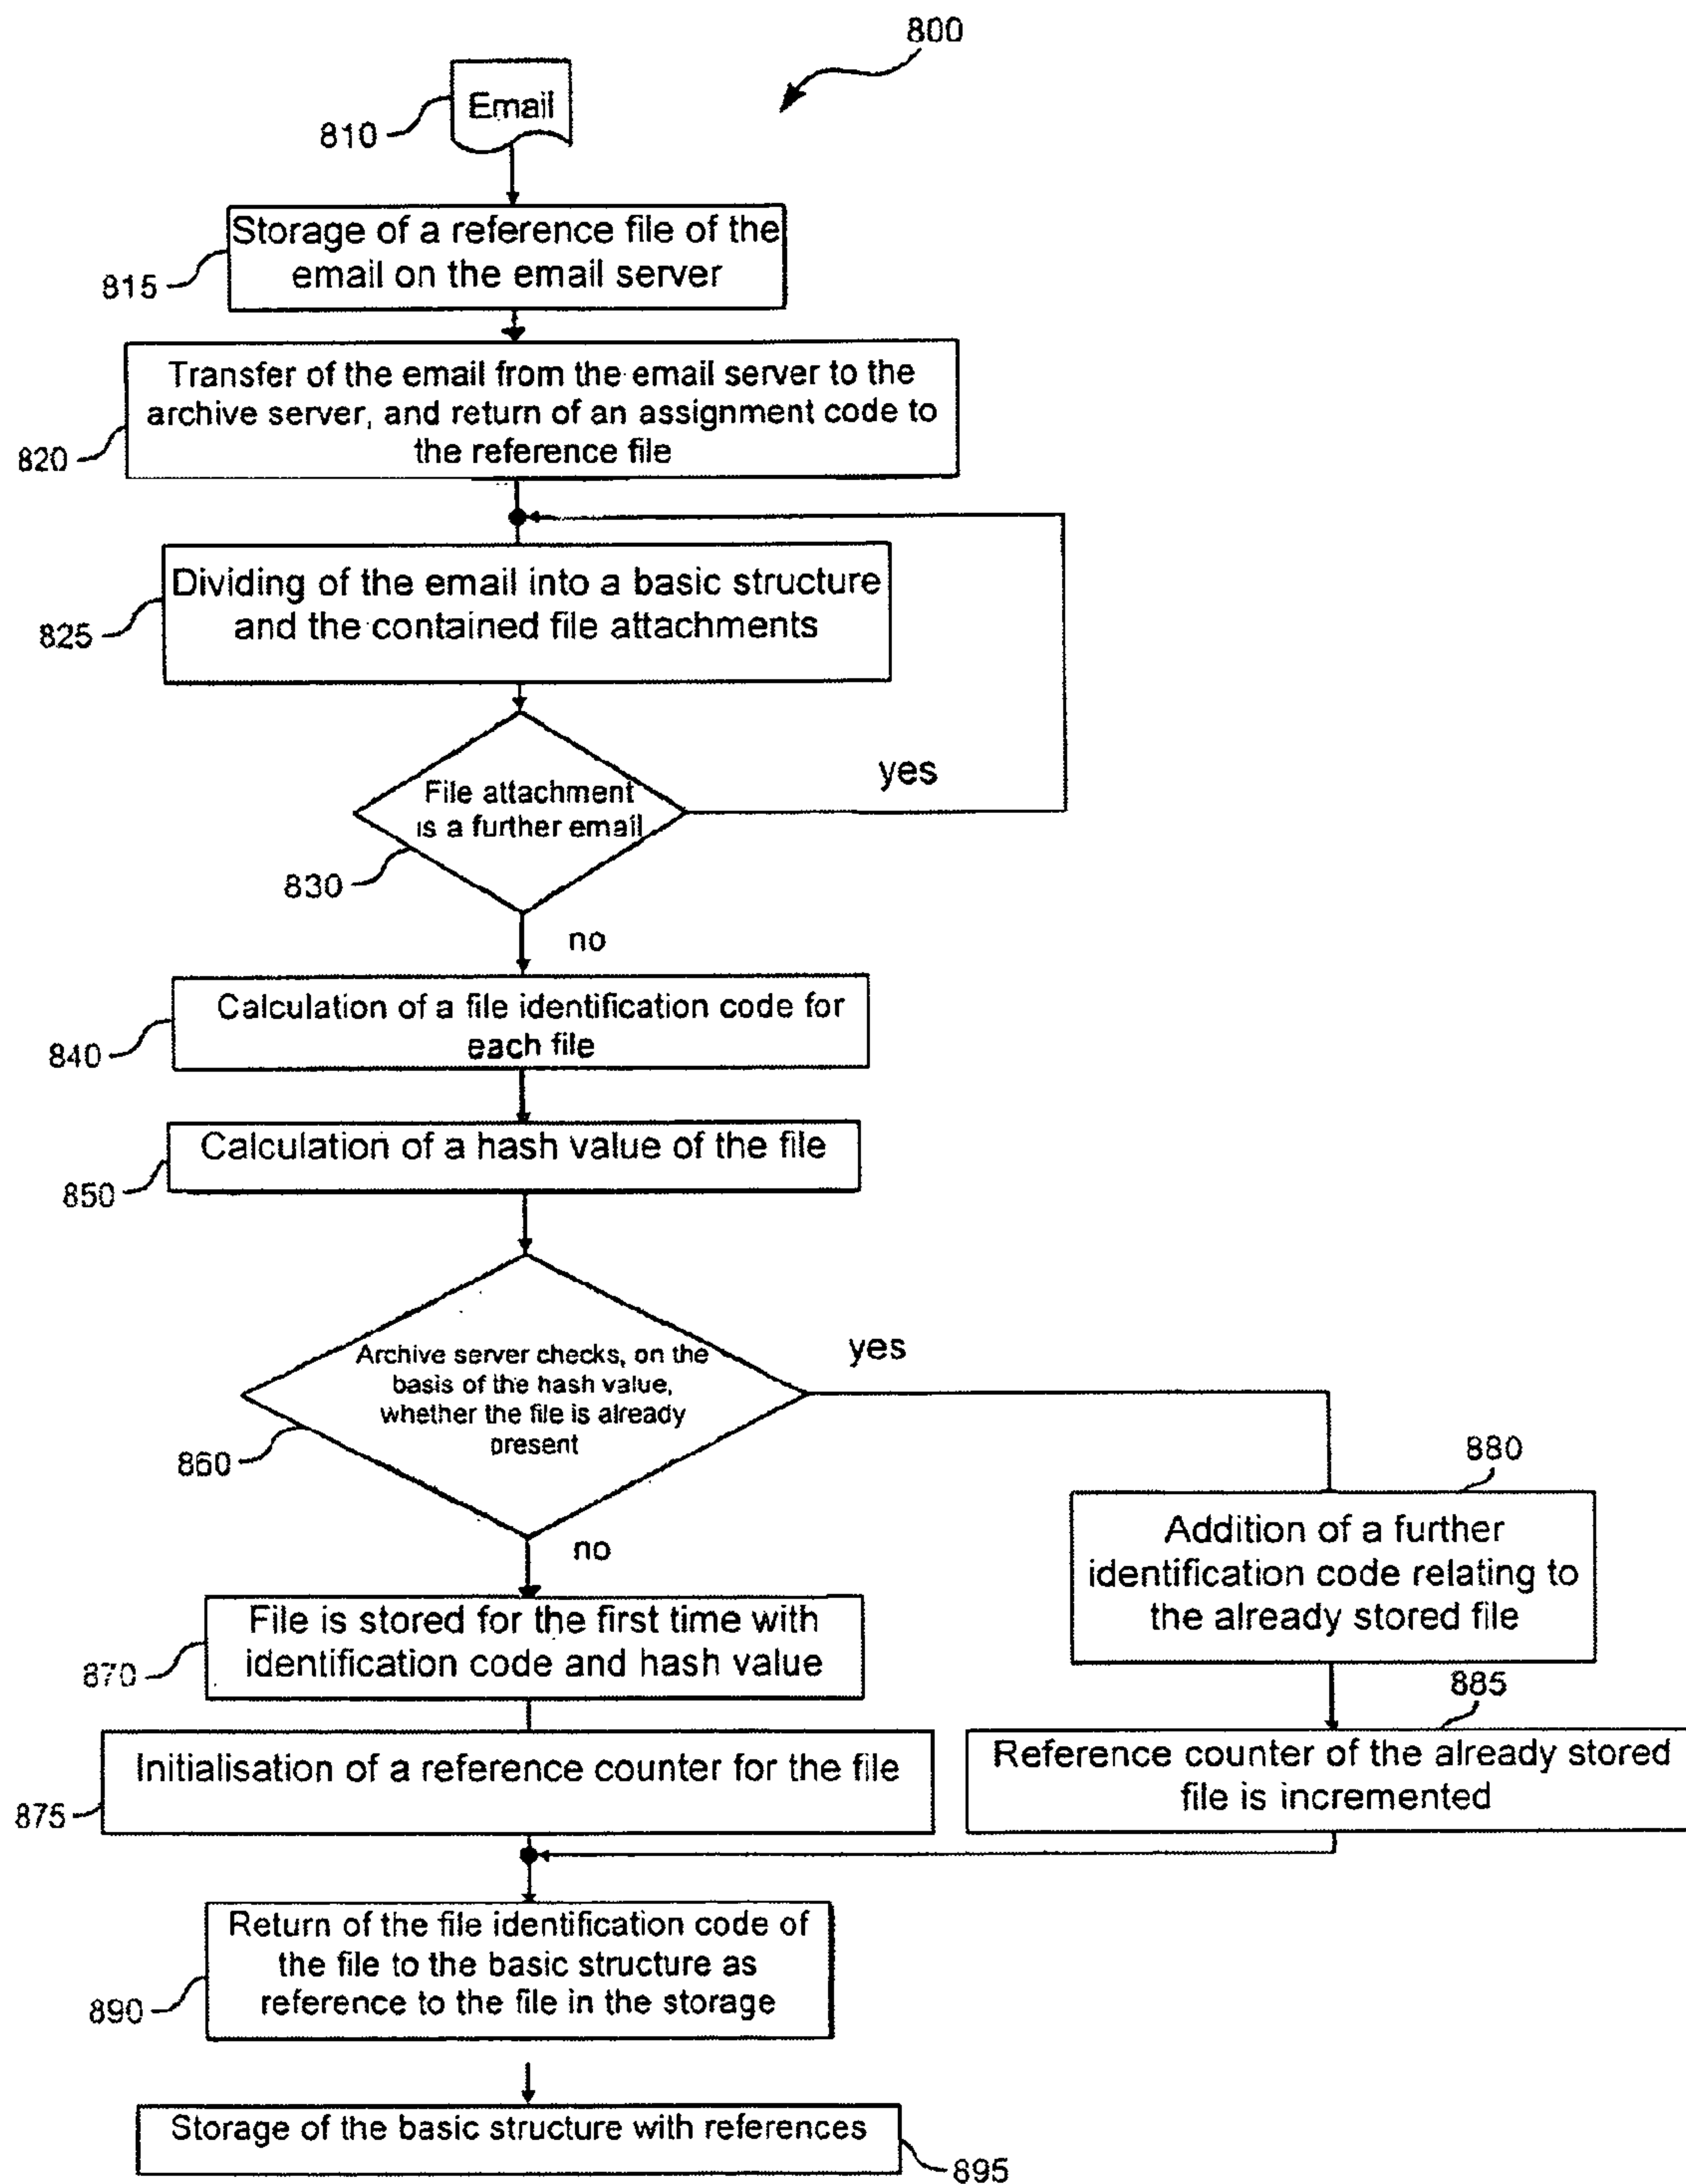 800
Email
810
Storage of a reference file of the
email on the email server
815
Transfer of the email from the email server to the
archive server, and return of an assignment code to
the reference file
820
Dividing of the email into a basic structure
and the contained file attachments
825
yes
File attachment
is a further email
830
no
Calculation of a file identification code for
each file
840
Calculation of a hash value of the file
850
yes
Archive server checks, on the
basis of the hash value,
whether the file is already
present
860
880
Addition of a further
identification code relating to
the already stored file
no
File is stored for the first time with
identification code and hash value
870
885
Reference counter of the already stored
file is incremented
Initialisation of a reference counter for the file
875
Return of the file identification code of
the file to the basic structure as
reference to the file in the storage
890
Storage of the basic structure with references
895